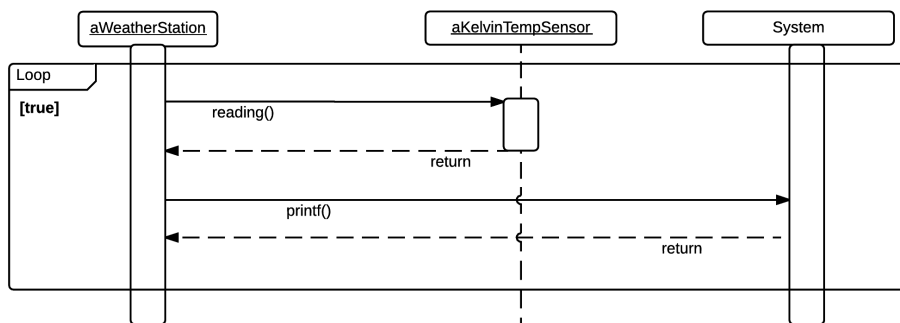 aWeatherStation
aKelvinTempSensor
System
Loop
[true]
reading()
return
printf()
return